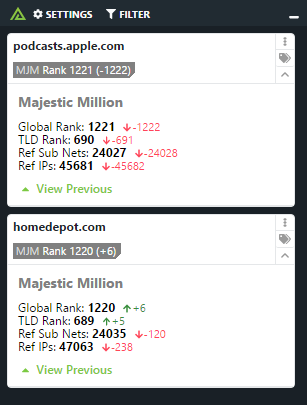 SETTINGS FILTER
podcasts.apple.com
MJM Rank 1221 (-1222)
Majestic Million
Global Rank: 1221 -1222
TLD Rank: 690 -691
Ref Sub Nets: 24027 -24028
Ref IPs: 45681 -45682
View Previous
homedepot.com
MJM Rank 1220 (+6)
Majestic Million
Global Rank: 1220 +6
TLD Rank: 689 +5
Ref Sub Nets: 24035 -120
Ref IPs: 47063 -238
View Previous